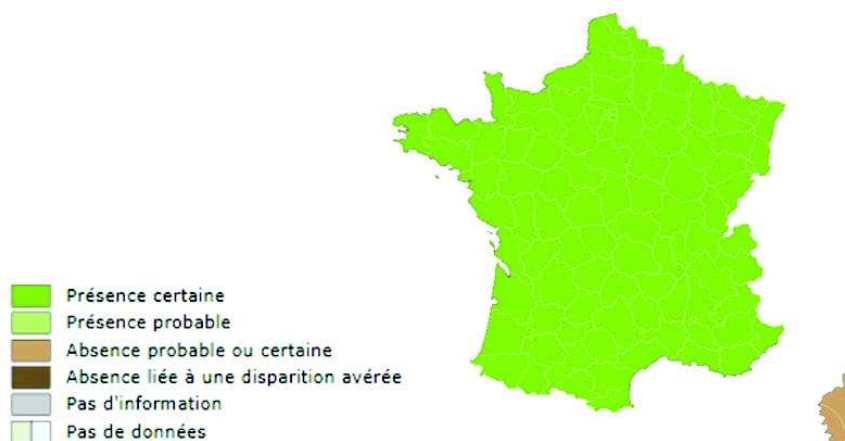 Présence certaine
Présence probable
Absence probable ou certaine
Absence liée à une disparition avérée
Pas d'information
Pas de données